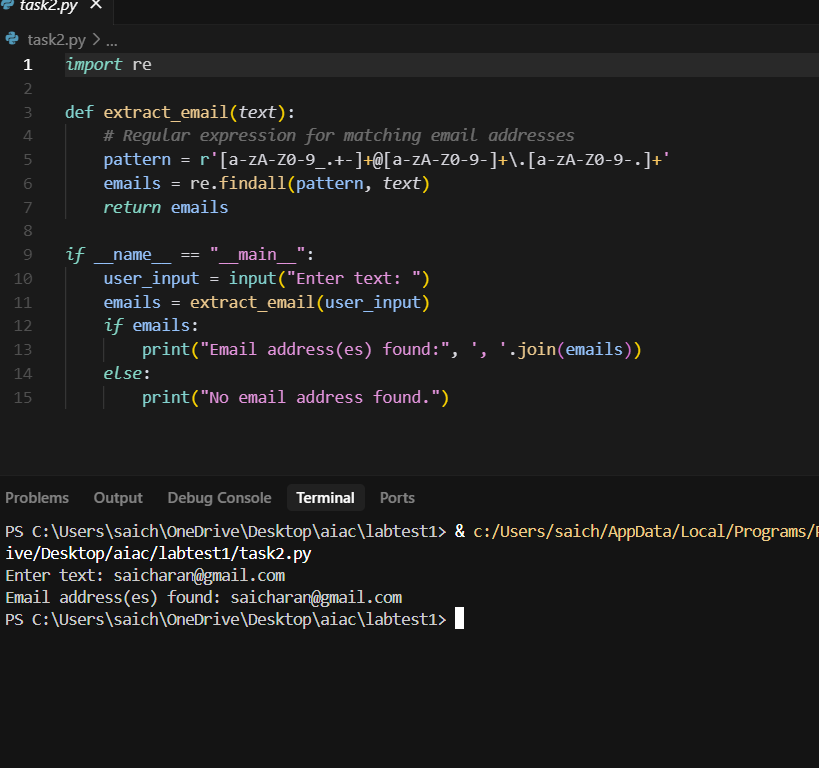 task2.py ×
task2.py > ...
1 import re
2
3 def extract_email(text):
4     # Regular expression for matching email addresses
5     pattern = r'[a-zA-Z0-9_.+-]+@[a-zA-Z0-9-]+\.[a-zA-Z0-9-.]+'
6     emails = re.findall(pattern, text)
7     return emails
8
9 if __name__ == "__main__":
10     user_input = input("Enter text: ")
11     emails = extract_email(user_input)
12     if emails:
13         print("Email address(es) found:", ', '.join(emails))
14     else:
15         print("No email address found.")
Problems Output Debug Console Terminal Ports
PS C:\Users\saich\OneDrive\Desktop\aiac\labtest1> & c:/Users/saich/AppData/Local/Programs/
ive/Desktop/aiac/labtest1/task2.py
Enter text: saicharan@gmail.com
Email address(es) found: saicharan@gmail.com
PS C:\Users\saich\OneDrive\Desktop\aiac\labtest1>